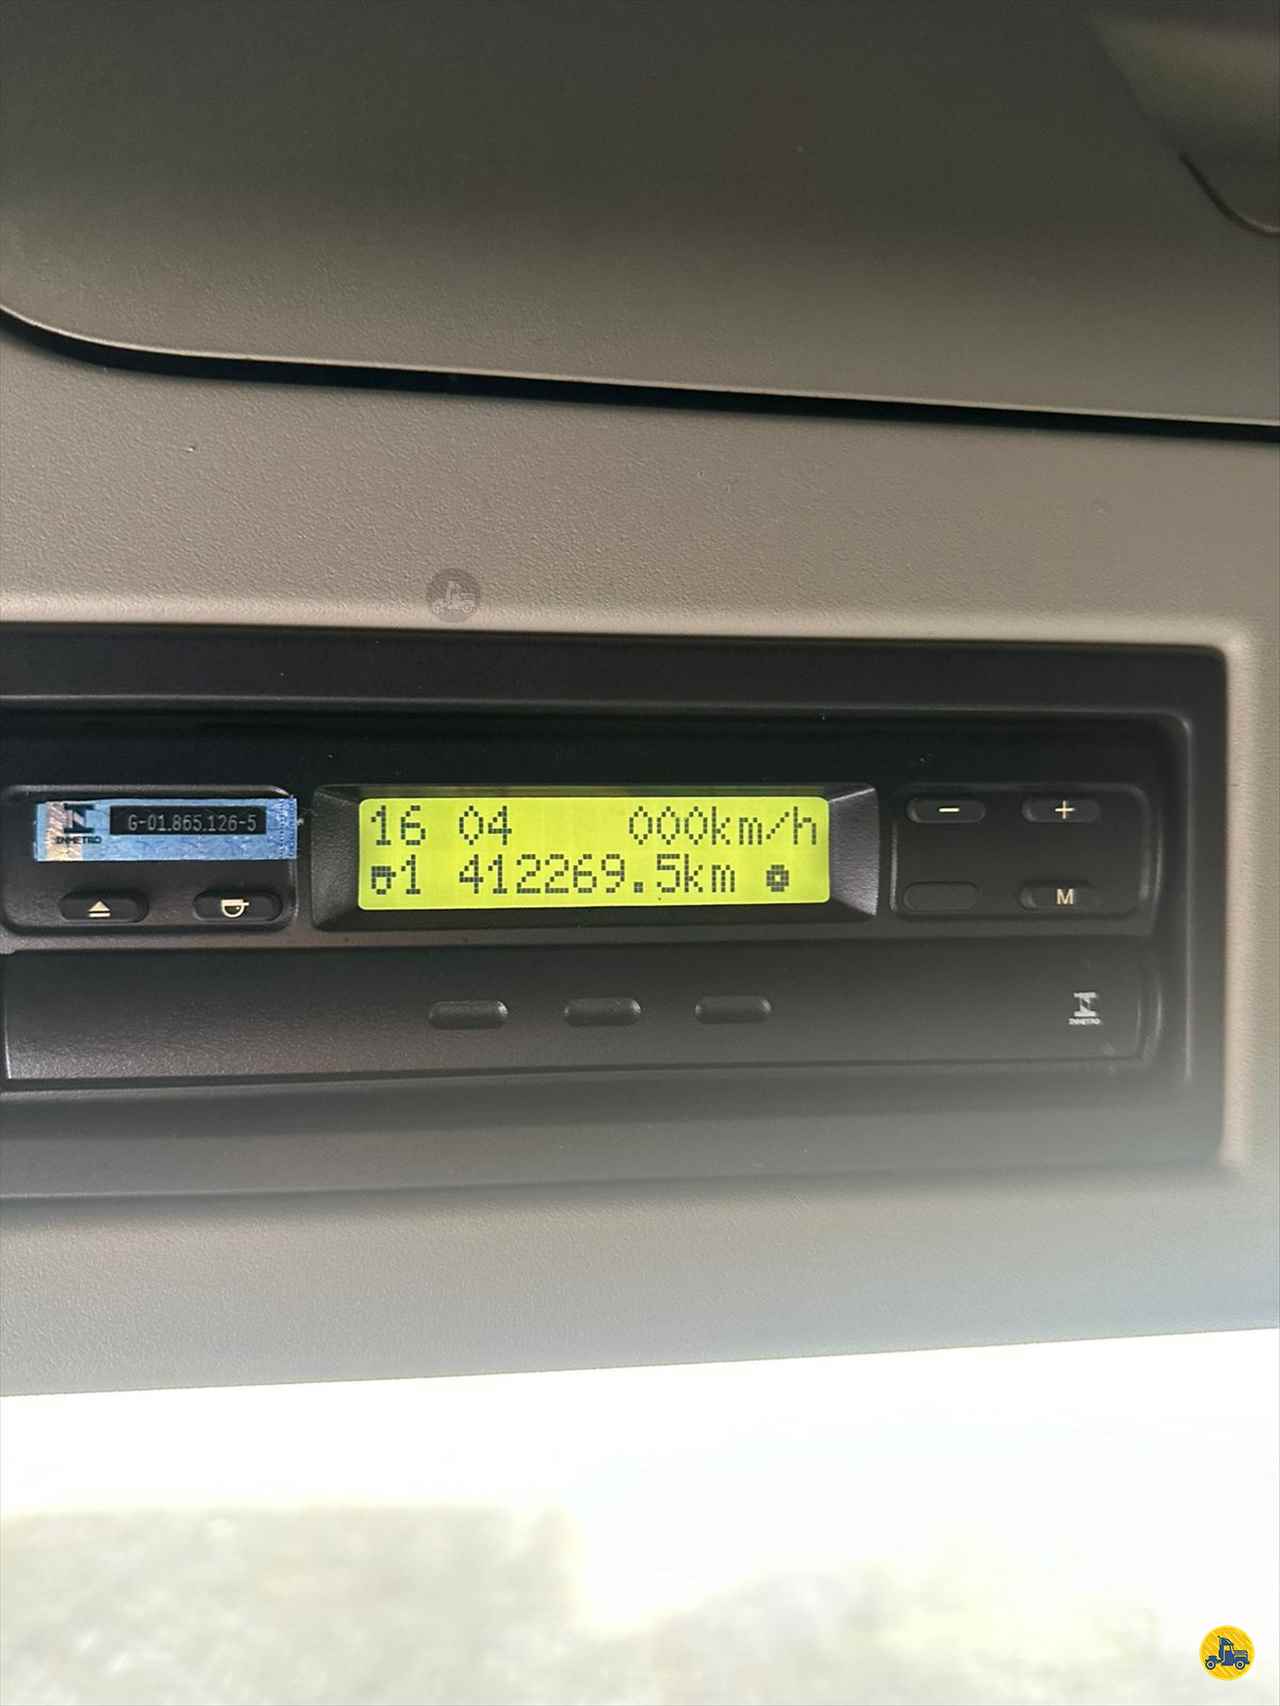 G-01.865.126-5
INMETRO
16 04 000km/h
1 412269.5km
- +
M
INMETRO